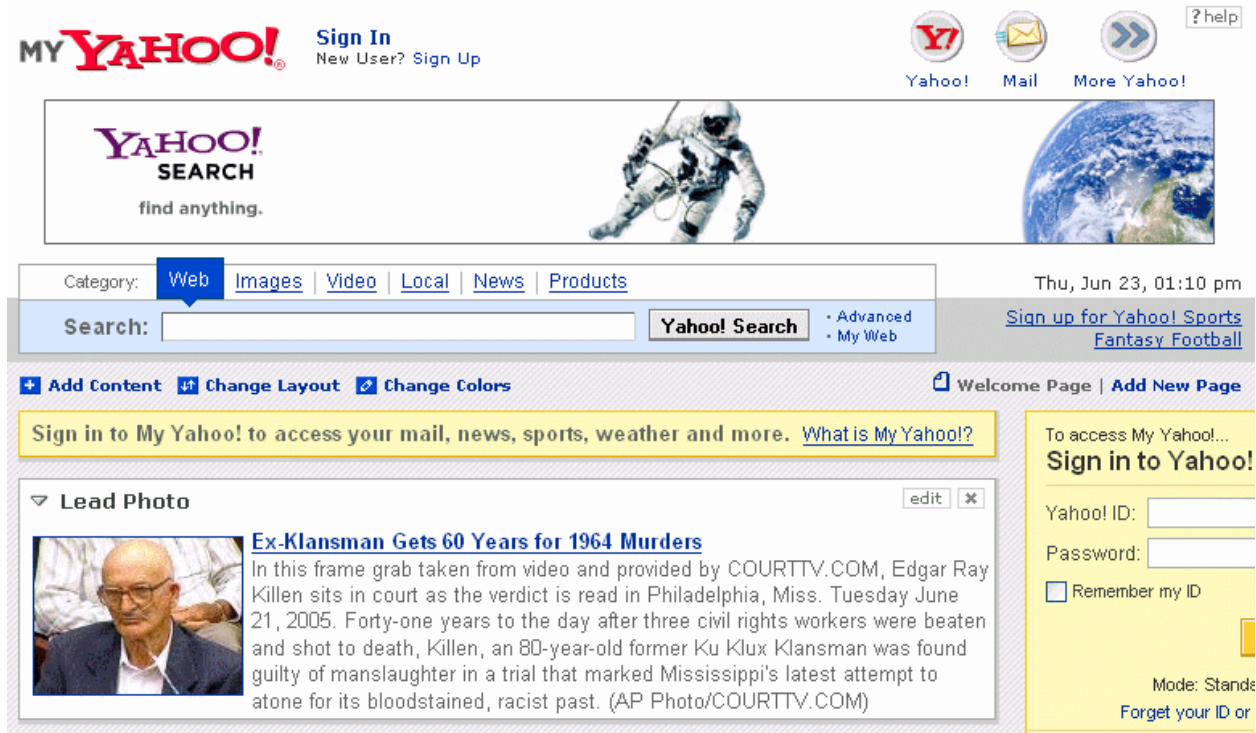 MY YAHOO!®
Sign In
New User? Sign Up
Yahoo!
Mail
More Yahoo!
? help
YAHOO!
SEARCH
find anything.
Category: Web Images | Video | Local | News | Products
Thu, Jun 23, 01:10 pm
Search: Yahoo! Search
· Advanced
· My Web
Sign up for Yahoo! Sports
Fantasy Football
Add Content Change Layout Change Colors
Welcome Page | Add New Page
Sign in to My Yahoo! to access your mail, news, sports, weather and more. What is My Yahoo!?
Lead Photo
edit
Ex-Klansman Gets 60 Years for 1964 Murders
In this frame grab taken from video and provided by COURTTV.COM, Edgar Ray
Killen sits in court as the verdict is read in Philadelphia, Miss. Tuesday June
21, 2005. Forty-one years to the day after three civil rights workers were beaten
and shot to death, Killen, an 80-year-old former Ku Klux Klansman was found
guilty of manslaughter in a trial that marked Mississippi's latest attempt to
atone for its bloodstained, racist past. (AP Photo/COURTTV.COM)
To access My Yahoo!...
Sign in to Yahoo!
Yahoo! ID:
Password:
Remember my ID
Mode: Standa
Forget your ID or